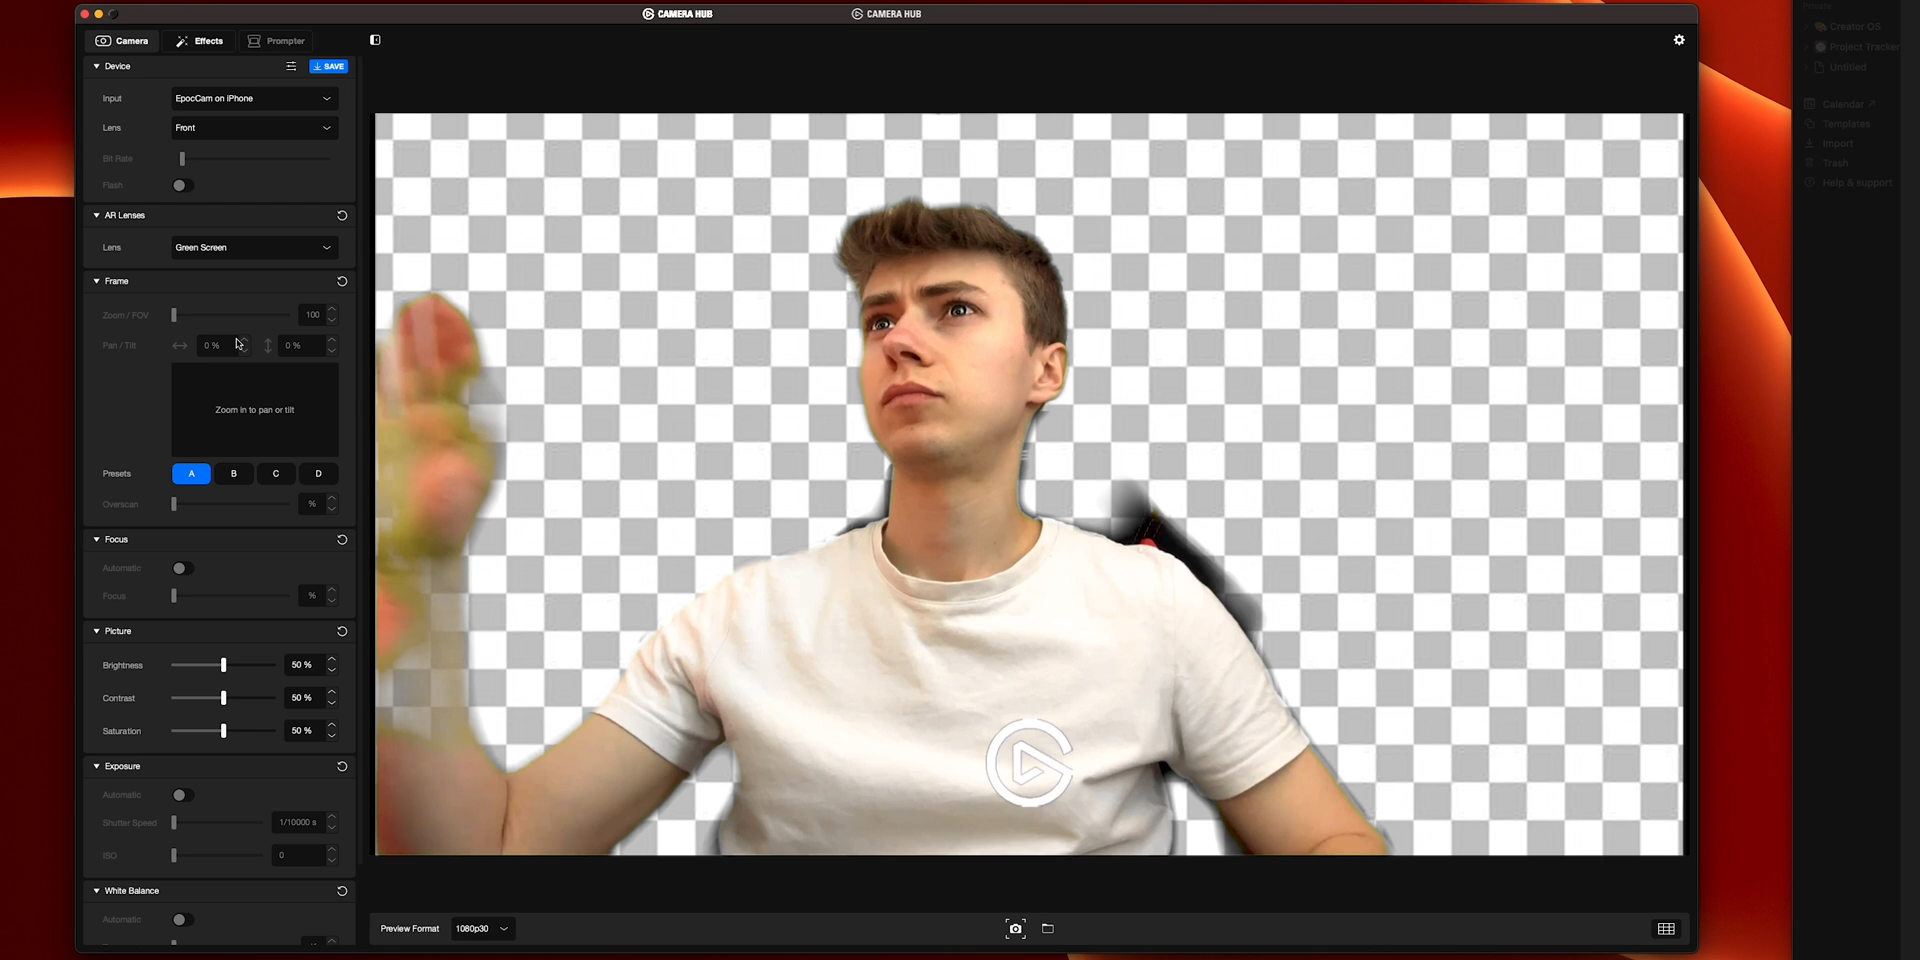 CAMERA HUB
CAMERA HUB
Camera
Effects
Prompter
Device
SAVE
Input
EpocCam on iPhone
Lens
Front
Bit Rate
Flash
AR Lenses
Lens
Green Screen
Frame
Zoom / FOV
100
Pan / Tilt
0 %
0 %
Zoom in to pan or tilt
Presets
A
B
C
D
Overscan
%
Focus
Automatic
Focus
%
Picture
Brightness
50 %
Contrast
50 %
Saturation
50 %
Exposure
Automatic
Shutter Speed
1/10000 s
ISO
0
White Balance
Automatic
Preview Format
1080p30
Private
Creator OS
Project Tracker
Untitled
Calendar
Templates
Import
Trash
Help & support